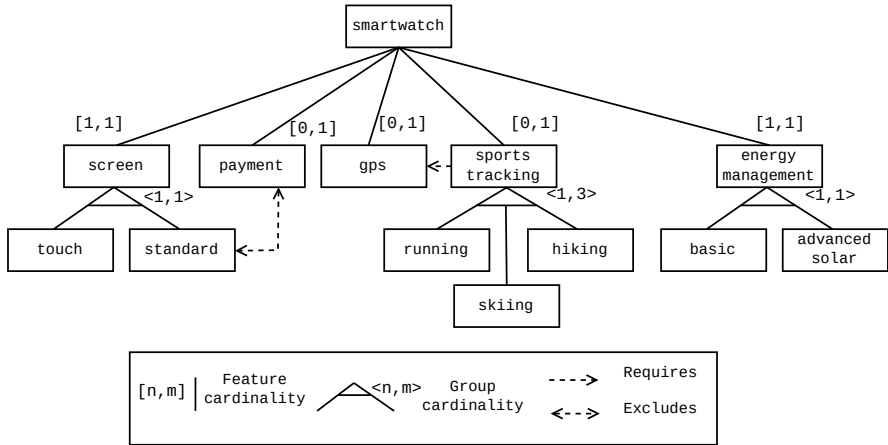 smartwatch
[1,1]
[0,1]
[0,1]
[0,1]
[1,1]
screen
payment
gps
sports
tracking
energy
management
<1,1>
<1,3>
<1,1>
touch
standard
running
hiking
basic
advanced
solar
skiing
[n,m]
Feature
cardinality
<n,m>
Group
cardinality
Requires
Excludes